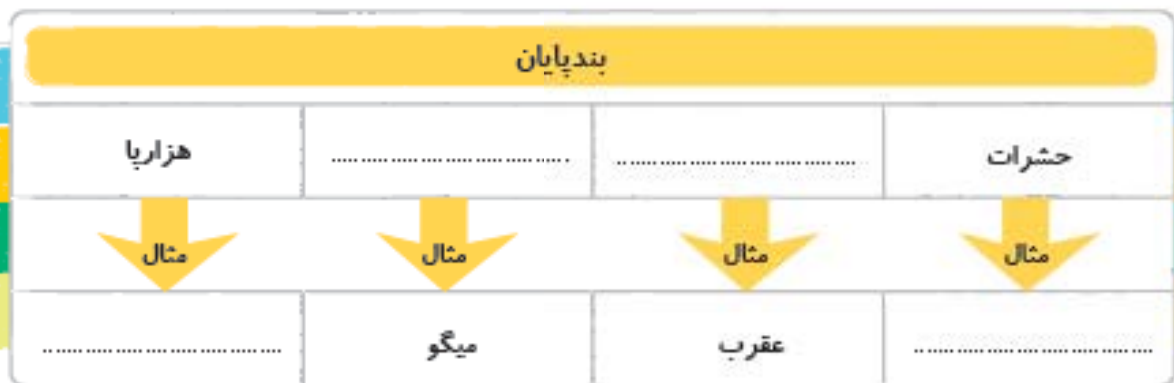 بندپایان
حشرات ........................ ........................ هزارپا
مثال مثال مثال مثال
........................ عقرب میگو ........................